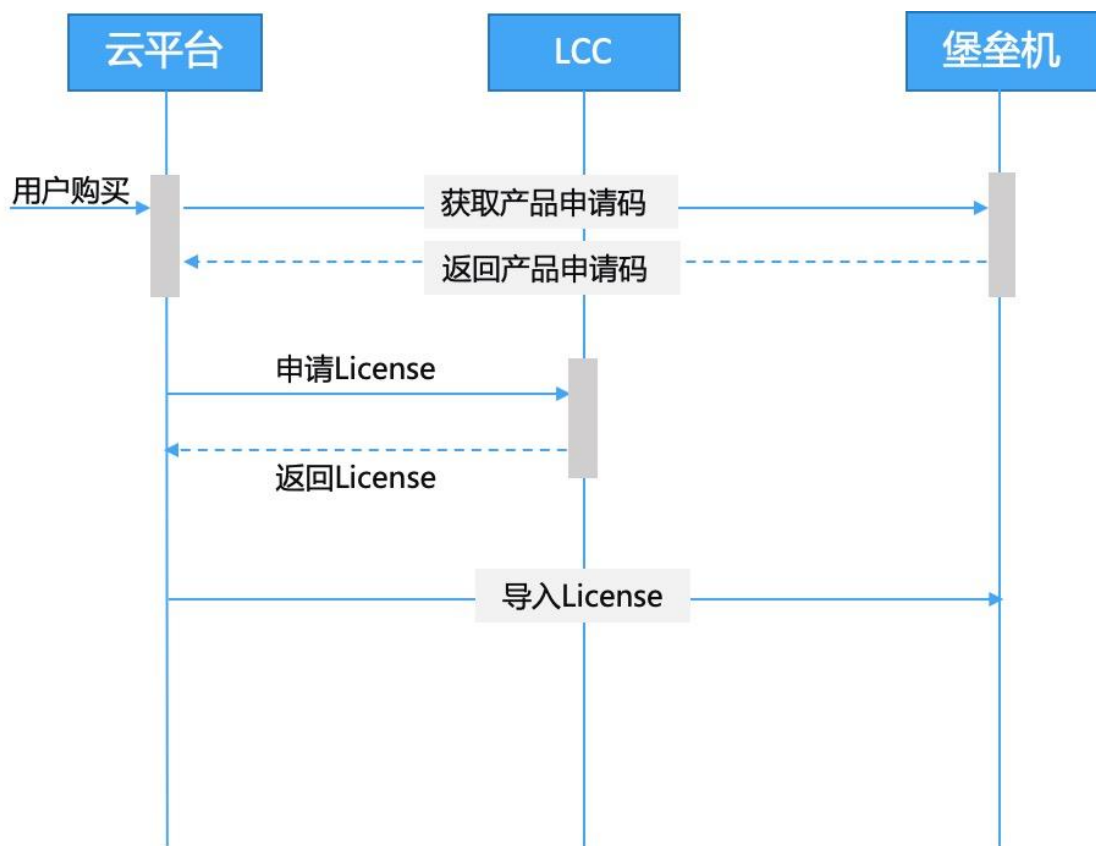 云平台
LCC
堡垒机
用户购买
获取产品申请码
返回产品申请码
申请License
返回License
导入License